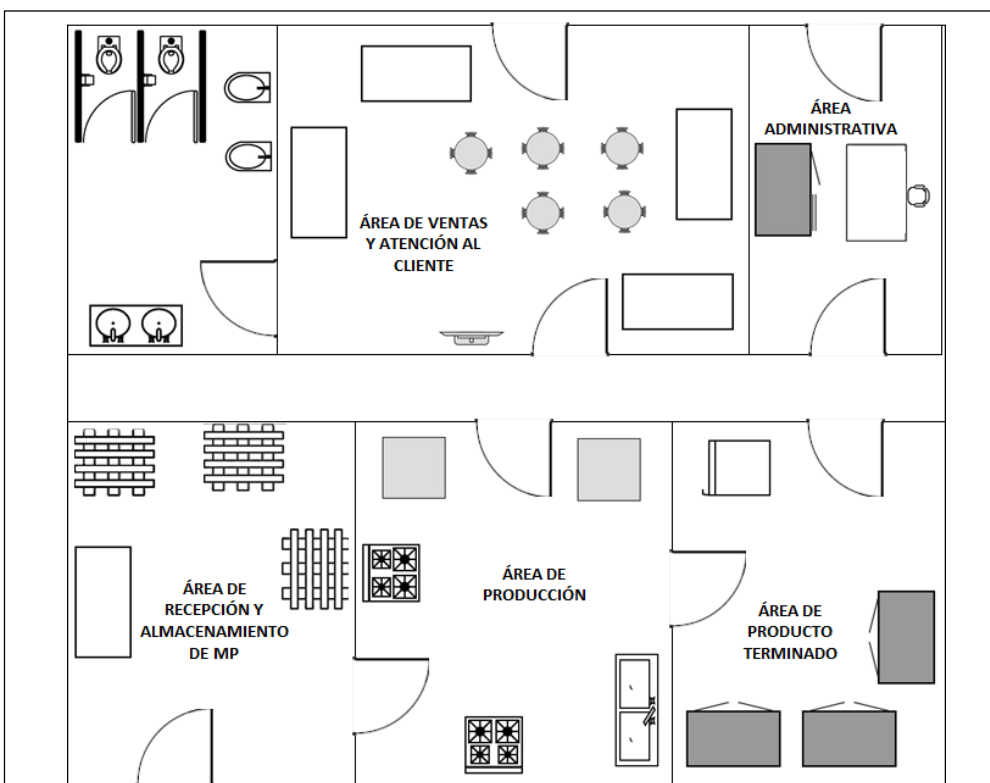 ÁREA
ADMINISTRATIVA
ÁREA DE VENTAS
Y ATENCIÓN AL
CLIENTE
ÁREA DE
RECEPCIÓN Y
ALMACENAMIENTO
DE MP
ÁREA DE
PRODUCCIÓN
ÁREA DE
PRODUCTO
TERMINADO